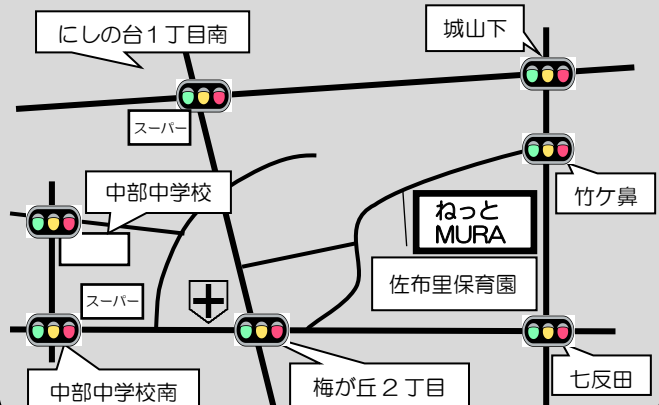 にしの台1丁目南
城山下
スーパー
竹ケ鼻
中部中学校
ねっと
MURA
佐布里保育園
スーパー
中部中学校南
梅が丘2丁目
七反田